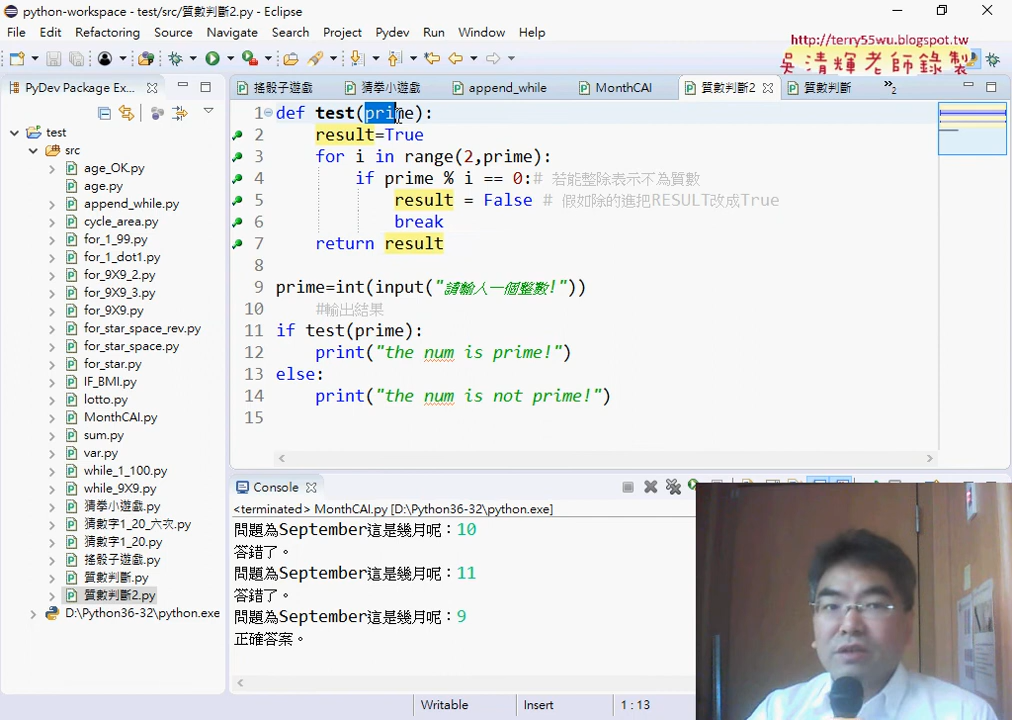 python-workspace - test/src/質數判斷2.py - Eclipse
File Edit Refactoring Source Navigate Search Project Pydev Run Window Help
http://terry55wu.blogspot.tw
吳清輝老師錄製
PyDev Package Ex...
搖骰子遊戲
猜拳小遊戲
append_while
MonthCAI
質數判斷2
質數判斷
»2
test
src
age_OK.py
age.py
append_while.py
cycle_area.py
for_1_99.py
for_1_dot1.py
for_9X9_2.py
for_9X9_3.py
for_9X9.py
for_star_space_rev.py
for_star_space.py
for_star.py
IF_BMI.py
lotto.py
MonthCAI.py
sum.py
var.py
while_1_100.py
while_9X9.py
猜拳小遊戲.py
猜數字1_20_六次.py
猜數字1_20.py
搖骰子遊戲.py
質數判斷.py
質數判斷2.py
D:\Python36-32\python.exe
1 def test(prime):
2 result=True
3 for i in range(2,prime):
4 if prime % i == 0:# 若能整除表示不為質數
5 result = False # 假如除的進把RESULT改成True
6 break
7 return result
8
9 prime=int(input("請輸入一個整數!"))
10 #輸出結果
11 if test(prime):
12 print("the num is prime!")
13 else:
14 print("the num is not prime!")
15
Console
<terminated> MonthCAI.py [D:\Python36-32\python.exe]
問題為September這是幾月呢：10
答錯了。
問題為September這是幾月呢：11
答錯了。
問題為September這是幾月呢：9
正確答案。
Writable
Insert
1 : 13